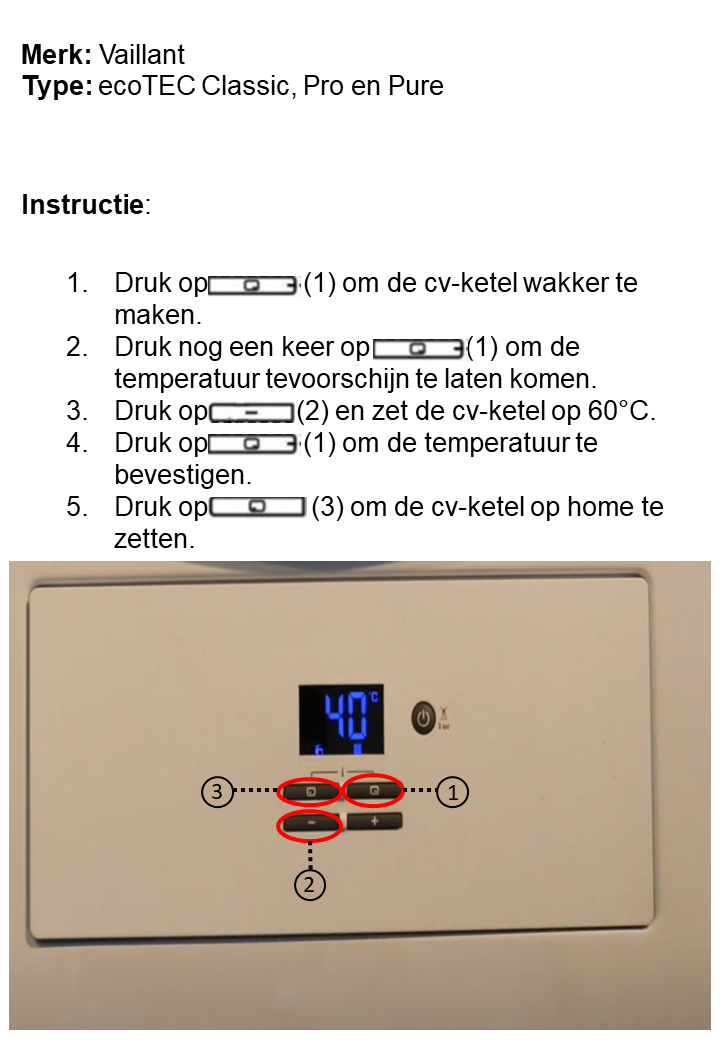 Merk: Vaillant
Type: ecoTEC Classic, Pro en Pure
Instructie:
1. Druk op (1) om de cv-ketel wakker te
maken.
2. Druk nog een keer op (1) om de
temperatuur tevoorschijn te laten komen.
3. Druk op - (2) en zet de cv-ketel op 60°C.
4. Druk op (1) om de temperatuur te
bevestigen.
5. Druk op (3) om de cv-ketel op home te
zetten.
40 °C
i
3
1
- +
2